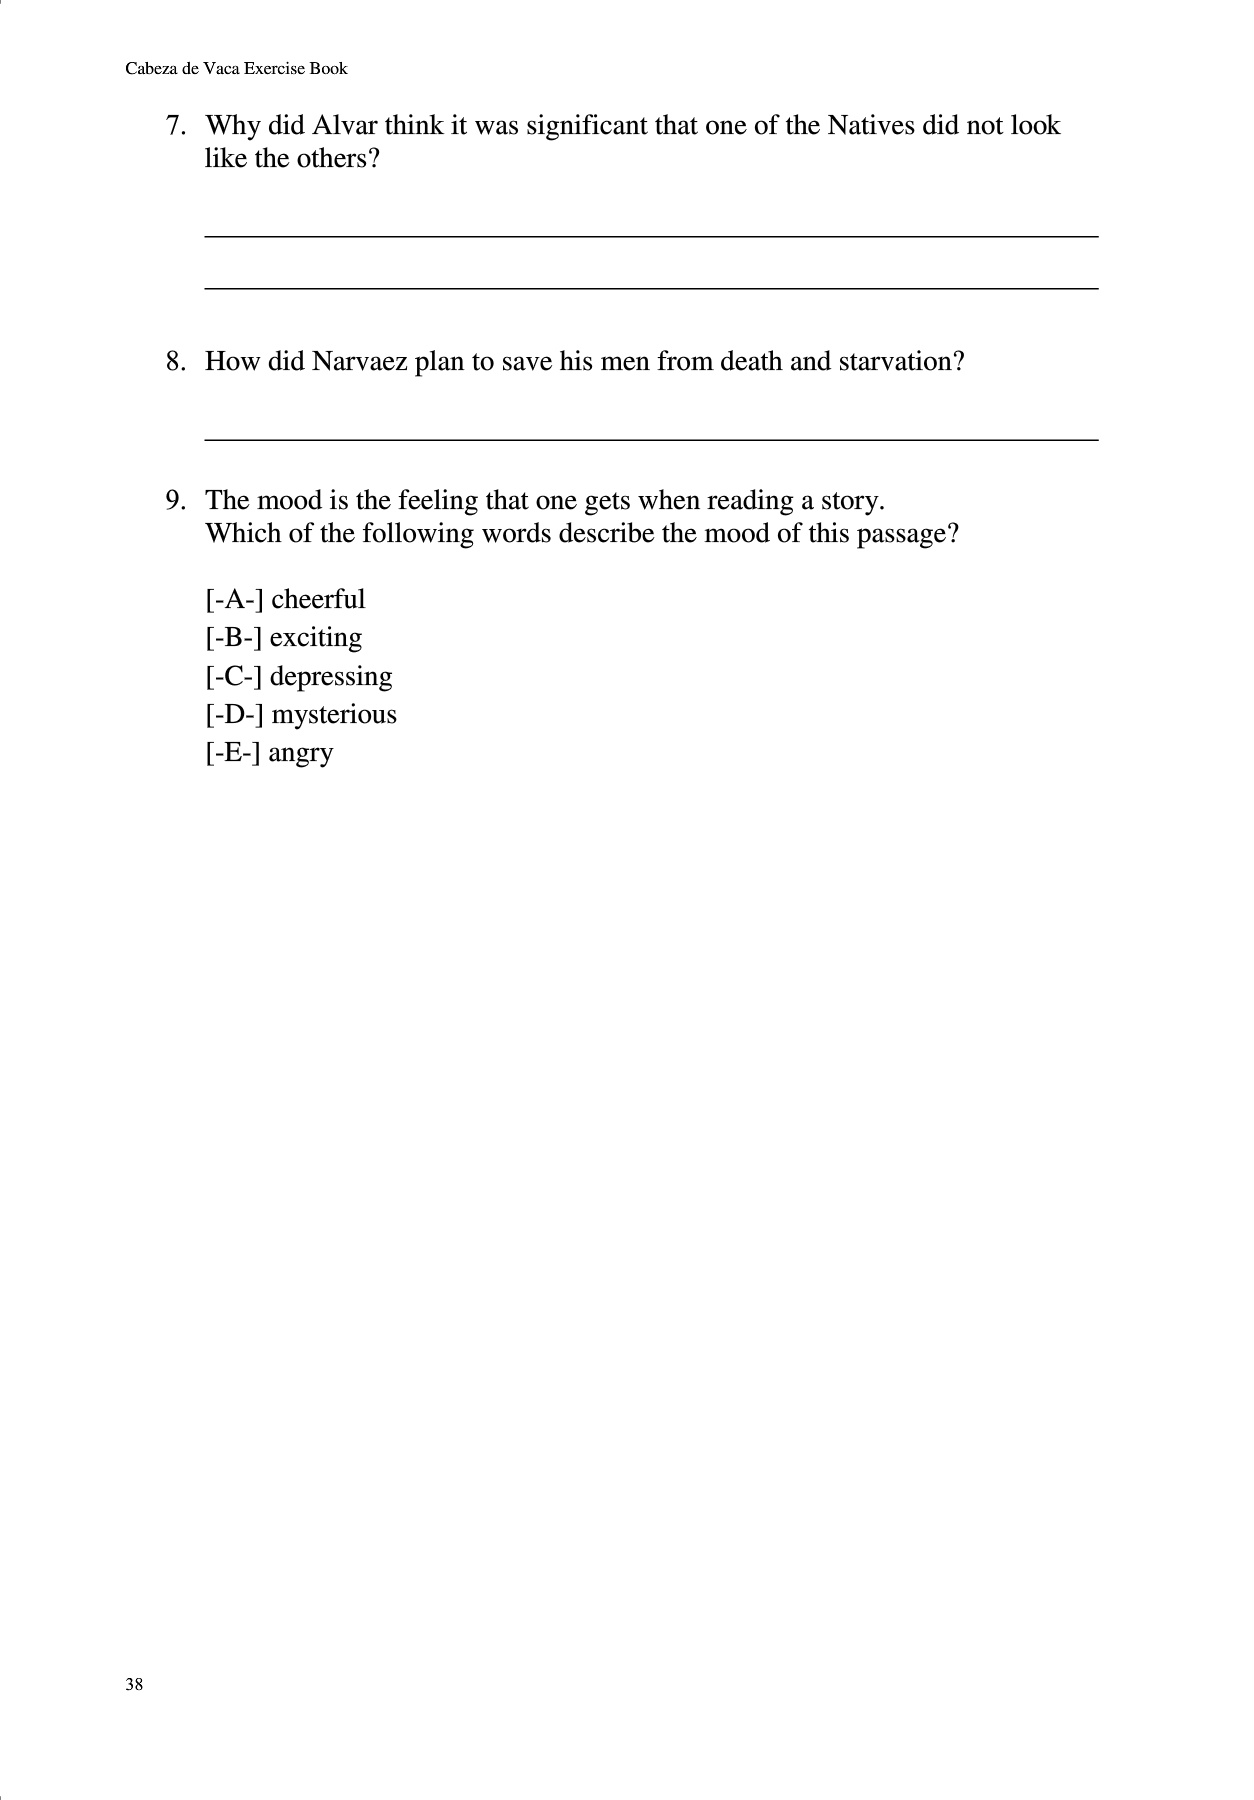 Cabeza de Vaca Exercise Book
7. Why did Alvar think it was significant that one of the Natives did not look
like the others?
8. How did Narvaez plan to save his men from death and starvation?
9. The mood is the feeling that one gets when reading a story.
Which of the following words describe the mood of this passage?
[-A-] cheerful
[-B-] exciting
[-C-] depressing
[-D-] mysterious
[-E-] angry
38